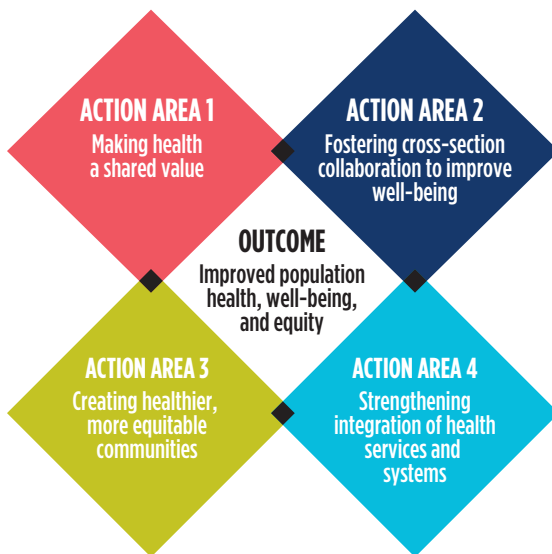 ACTION AREA 1
Making health
a shared value
ACTION AREA 2
Fostering cross-section
collaboration to improve
well-being
OUTCOME
Improved population
health, well-being,
and equity
ACTION AREA 3
Creating healthier,
more equitable
communities
ACTION AREA 4
Strengthening
integration of health
services and
systems